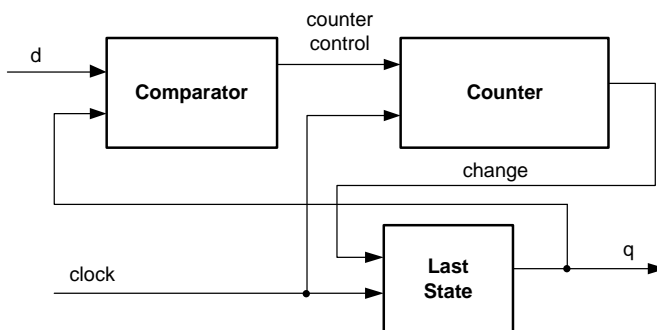 counter
control
d
Comparator
Counter
change
clock
Last
State
q